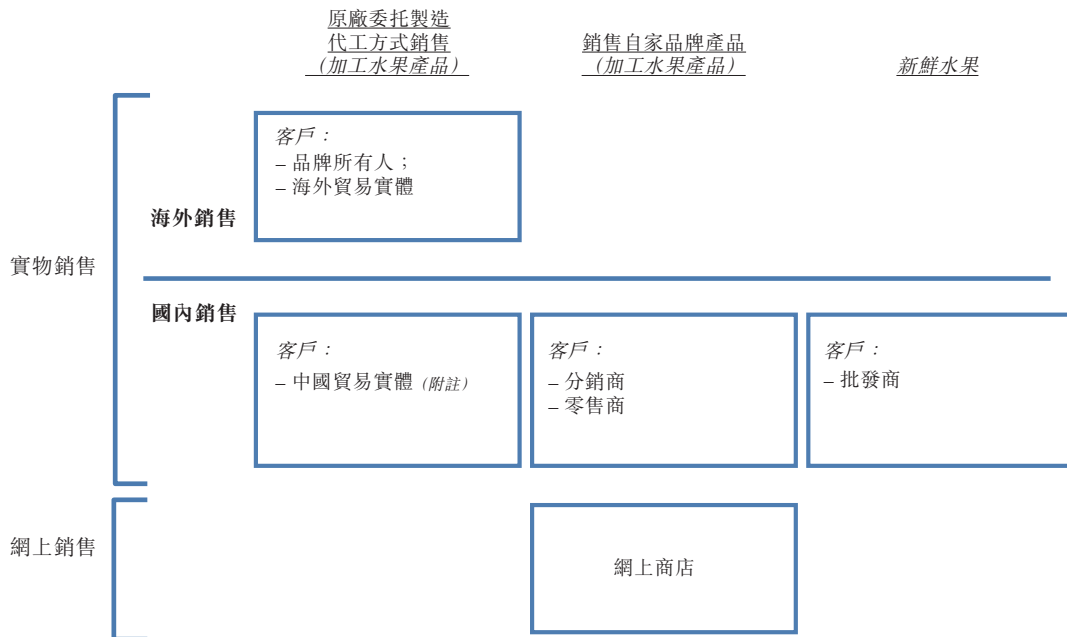 原廠委托製造
代工方式銷售
（加工水果產品）
銷售自家品牌產品
（加工水果產品）
新鮮水果
客戶：
– 品牌所有人；
– 海外貿易實體
海外銷售
實物銷售
國內銷售
客戶：
– 中國貿易實體（附註）
客戶：
– 分銷商
– 零售商
客戶：
– 批發商
網上銷售
網上商店